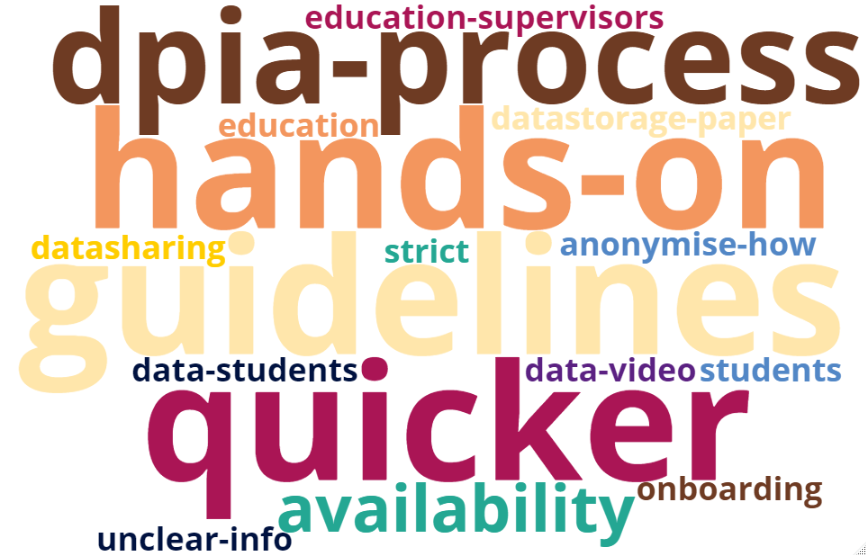 education-supervisors
dpia-process
education
datastorage-paper
hands-on
datasharing
strict
anonymise-how
guidelines
data-students
data-video
students
quicker
onboarding
availability
unclear-info